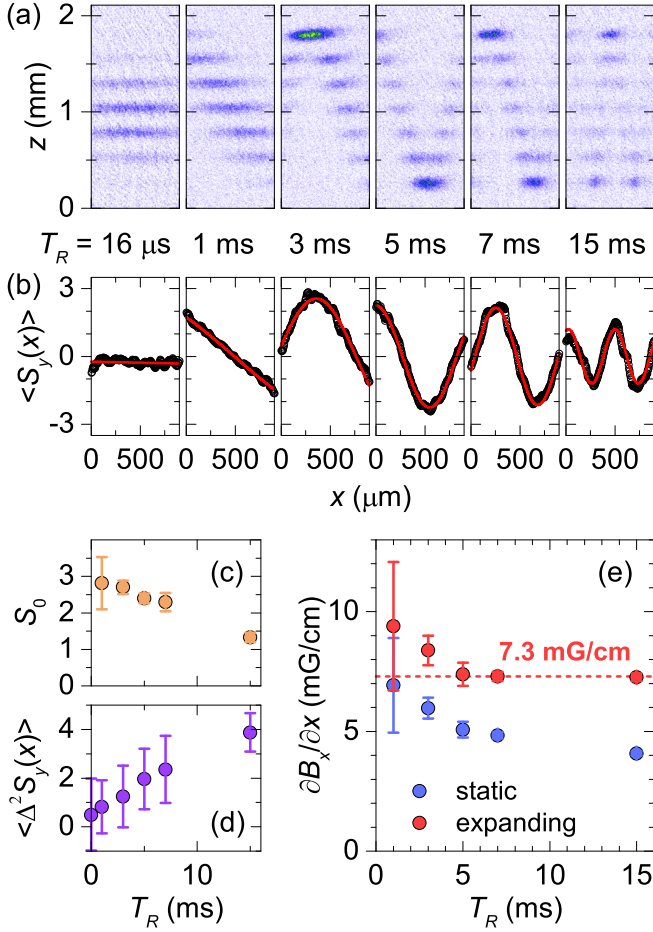 (a)
2
1
0
z (mm)
T_R = 16 μs 1 ms 3 ms 5 ms 7 ms 15 ms
(b)
3
0
-3
<S_y(x)>
0 500 0 500 0 500 0 500 0 500 0 500
x (μm)
(c)
3
2
1
0
S_0
(d)
4
2
0
<Δ²S_y(x)>
0 10
T_R (ms)
(e)
10
5
0
∂B_x/∂x (mG/cm)
7.3 mG/cm
static
expanding
0 5 10 15
T_R (ms)